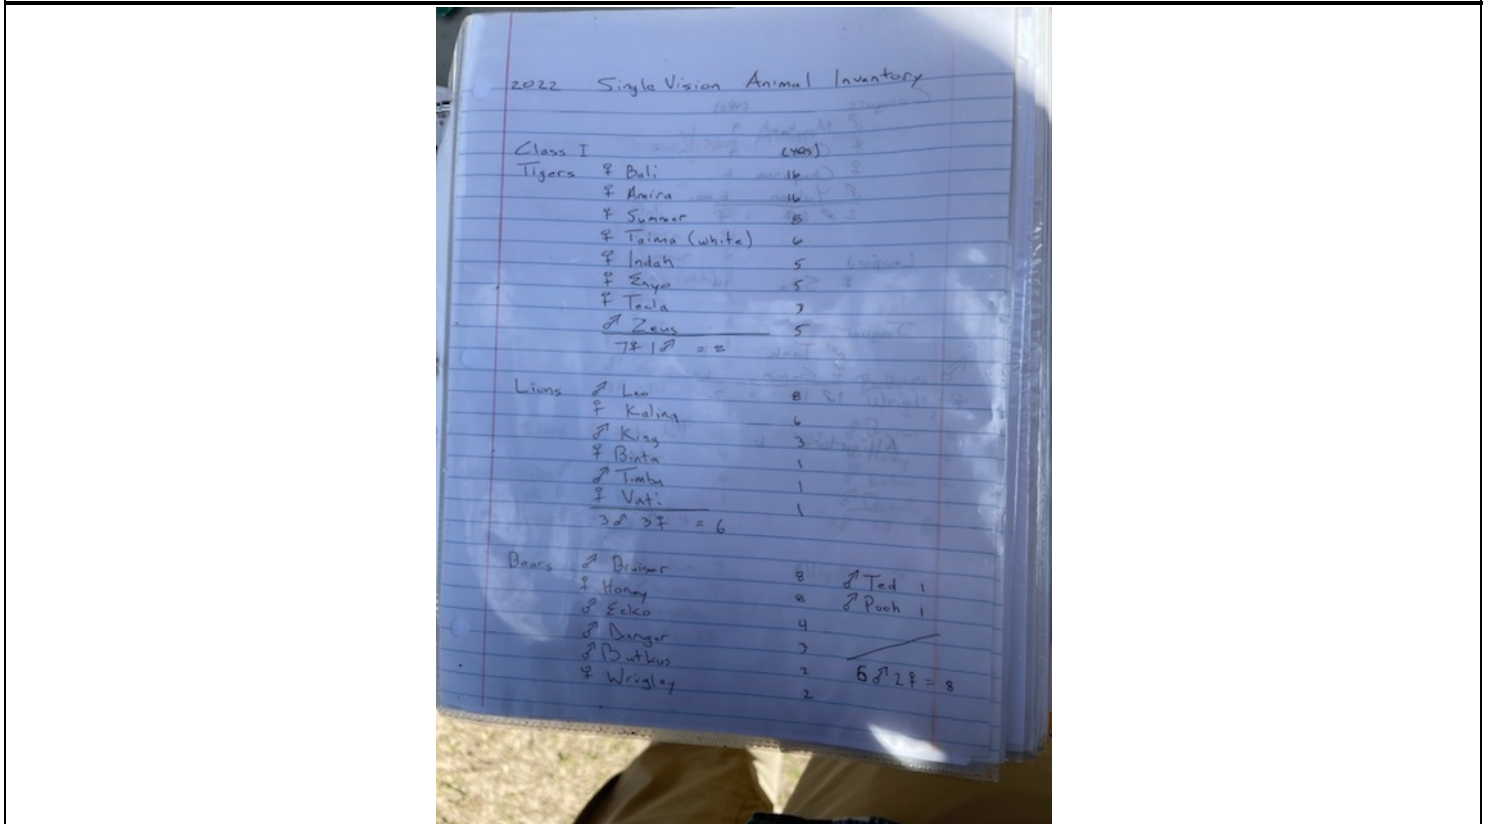 2022 Single Vision Animal Inventory
Class I (yrs)
Tigers ♀ Bali 16
♀ Amira 16
♀ Summer 8
♀ Taima (white) 6
♀ Indah 5
♀ Enyo 5
♀ Tecla 3
♂ Zeus 5
7♀ 1♂ = 8
Lions ♂ Leo 8
♀ Kalina 6
♂ King 3
♀ Binta 1
♂ Timba 1
♀ Vati 1
3♂ 3♀ = 6
Bears ♂ Bruiser 8 ♂ Ted 1
♀ Honey 8 ♂ Pooh 1
♂ Ecko 4
♂ Danger 3
♂ Butkus 2 6♂ 2♀ = 8
♀ Wrigley 2